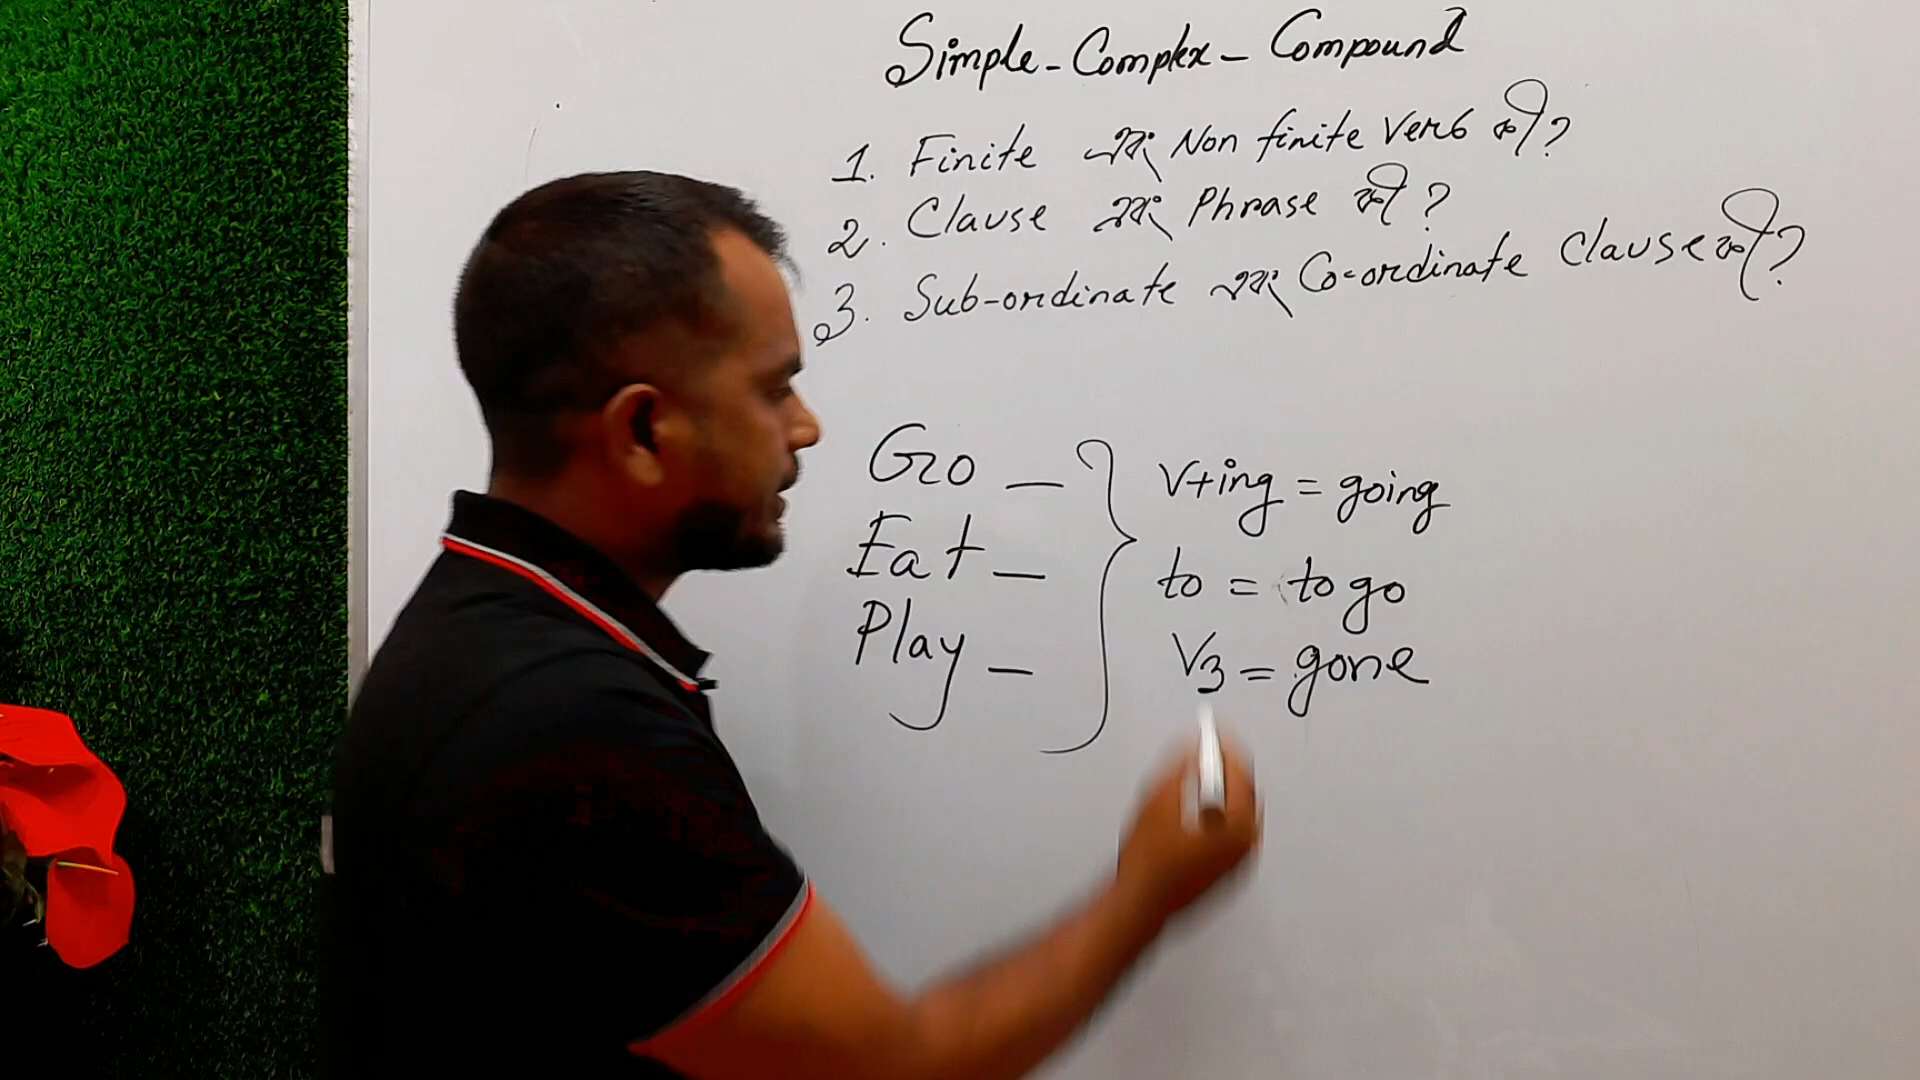 Simple-Complex-Compound
1. Finite এবং Non finite Verb কী?
2. Clause এবং Phrase কী?
3. Sub-ordinate এবং Co-ordinate Clause কী?
Go — V+ing = going
Eat — to = to go
Play — V3 = gone